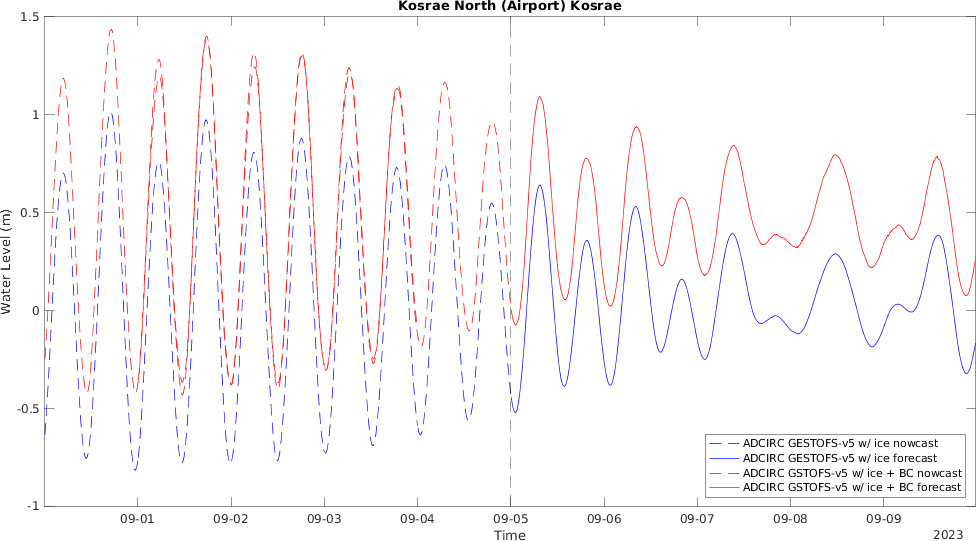 Kosrae North (Airport) Kosrae
1.5
1
0.5
0
-0.5
-1
Water Level (m)
09-01
09-02
09-03
09-04
09-05
09-06
09-07
09-08
09-09
Time
2023
ADCIRC GESTOFS-v5 w/ ice nowcast
ADCIRC GESTOFS-v5 w/ ice forecast
ADCIRC GSTOFS-v5 w/ ice + BC nowcast
ADCIRC GSTOFS-v5 w/ ice + BC forecast